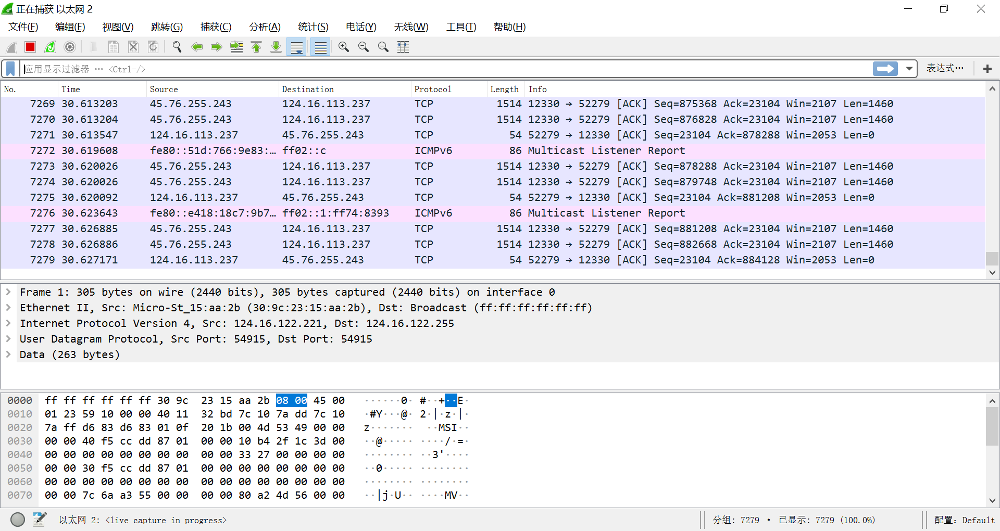 正在捕获 以太网 2
文件(F) 编辑(E) 视图(V) 跳转(G) 捕获(C) 分析(A) 统计(S) 电话(Y) 无线(W) 工具(T) 帮助(H)
应用显示过滤器 … <Ctrl-/> 表达式… +
No. Time Source Destination Protocol Length Info
7269 30.613203 45.76.255.243 124.16.113.237 TCP 1514 12330 → 52279 [ACK] Seq=875368 Ack=23104 Win=2107 Len=1460
7270 30.613204 45.76.255.243 124.16.113.237 TCP 1514 12330 → 52279 [ACK] Seq=876828 Ack=23104 Win=2107 Len=1460
7271 30.613547 124.16.113.237 45.76.255.243 TCP 54 52279 → 12330 [ACK] Seq=23104 Ack=878288 Win=2053 Len=0
7272 30.619608 fe80::51d:766:9e83:… ff02::c ICMPv6 86 Multicast Listener Report
7273 30.620026 45.76.255.243 124.16.113.237 TCP 1514 12330 → 52279 [ACK] Seq=878288 Ack=23104 Win=2107 Len=1460
7274 30.620026 45.76.255.243 124.16.113.237 TCP 1514 12330 → 52279 [ACK] Seq=879748 Ack=23104 Win=2107 Len=1460
7275 30.620092 124.16.113.237 45.76.255.243 TCP 54 52279 → 12330 [ACK] Seq=23104 Ack=881208 Win=2053 Len=0
7276 30.623643 fe80::e418:18c7:9b7… ff02::1:ff74:8393 ICMPv6 86 Multicast Listener Report
7277 30.626885 45.76.255.243 124.16.113.237 TCP 1514 12330 → 52279 [ACK] Seq=881208 Ack=23104 Win=2107 Len=1460
7278 30.626886 45.76.255.243 124.16.113.237 TCP 1514 12330 → 52279 [ACK] Seq=882668 Ack=23104 Win=2107 Len=1460
7279 30.627171 124.16.113.237 45.76.255.243 TCP 54 52279 → 12330 [ACK] Seq=23104 Ack=884128 Win=2053 Len=0
Frame 1: 305 bytes on wire (2440 bits), 305 bytes captured (2440 bits) on interface 0
Ethernet II, Src: Micro-St_15:aa:2b (30:9c:23:15:aa:2b), Dst: Broadcast (ff:ff:ff:ff:ff:ff)
Internet Protocol Version 4, Src: 124.16.122.221, Dst: 124.16.122.255
User Datagram Protocol, Src Port: 54915, Dst Port: 54915
Data (263 bytes)
0000 ff ff ff ff ff ff 30 9c 23 15 aa 2b 08 00 45 00 ······0· #··+··E·
0010 01 23 59 10 00 00 40 11 32 bd 7c 10 7a dd 7c 10 ·#Y···@· 2·|·z·|·
0020 7a ff d6 83 d6 83 01 0f 20 1b 00 4d 53 49 00 00 z······· ··MSI··
0030 00 00 40 f5 cc dd 87 01 00 00 10 b4 2f 1c 3d 00 ··@····· ····/·=·
0040 00 00 00 00 00 00 00 00 00 00 33 27 00 00 00 00 ········ ··3'····
0050 00 00 30 f5 cc dd 87 01 00 00 00 00 00 00 00 00 ··0····· ········
0060 00 00 00 00 00 00 00 00 00 00 00 00 00 00 00 00 ········ ········
0070 00 00 7c 6a a3 55 00 00 00 00 80 a2 4d 56 00 00 ··|j·U·· ····MV··
以太网 2: <live capture in progress> 分组: 7279 · 已显示: 7279 (100.0%) 配置: Default